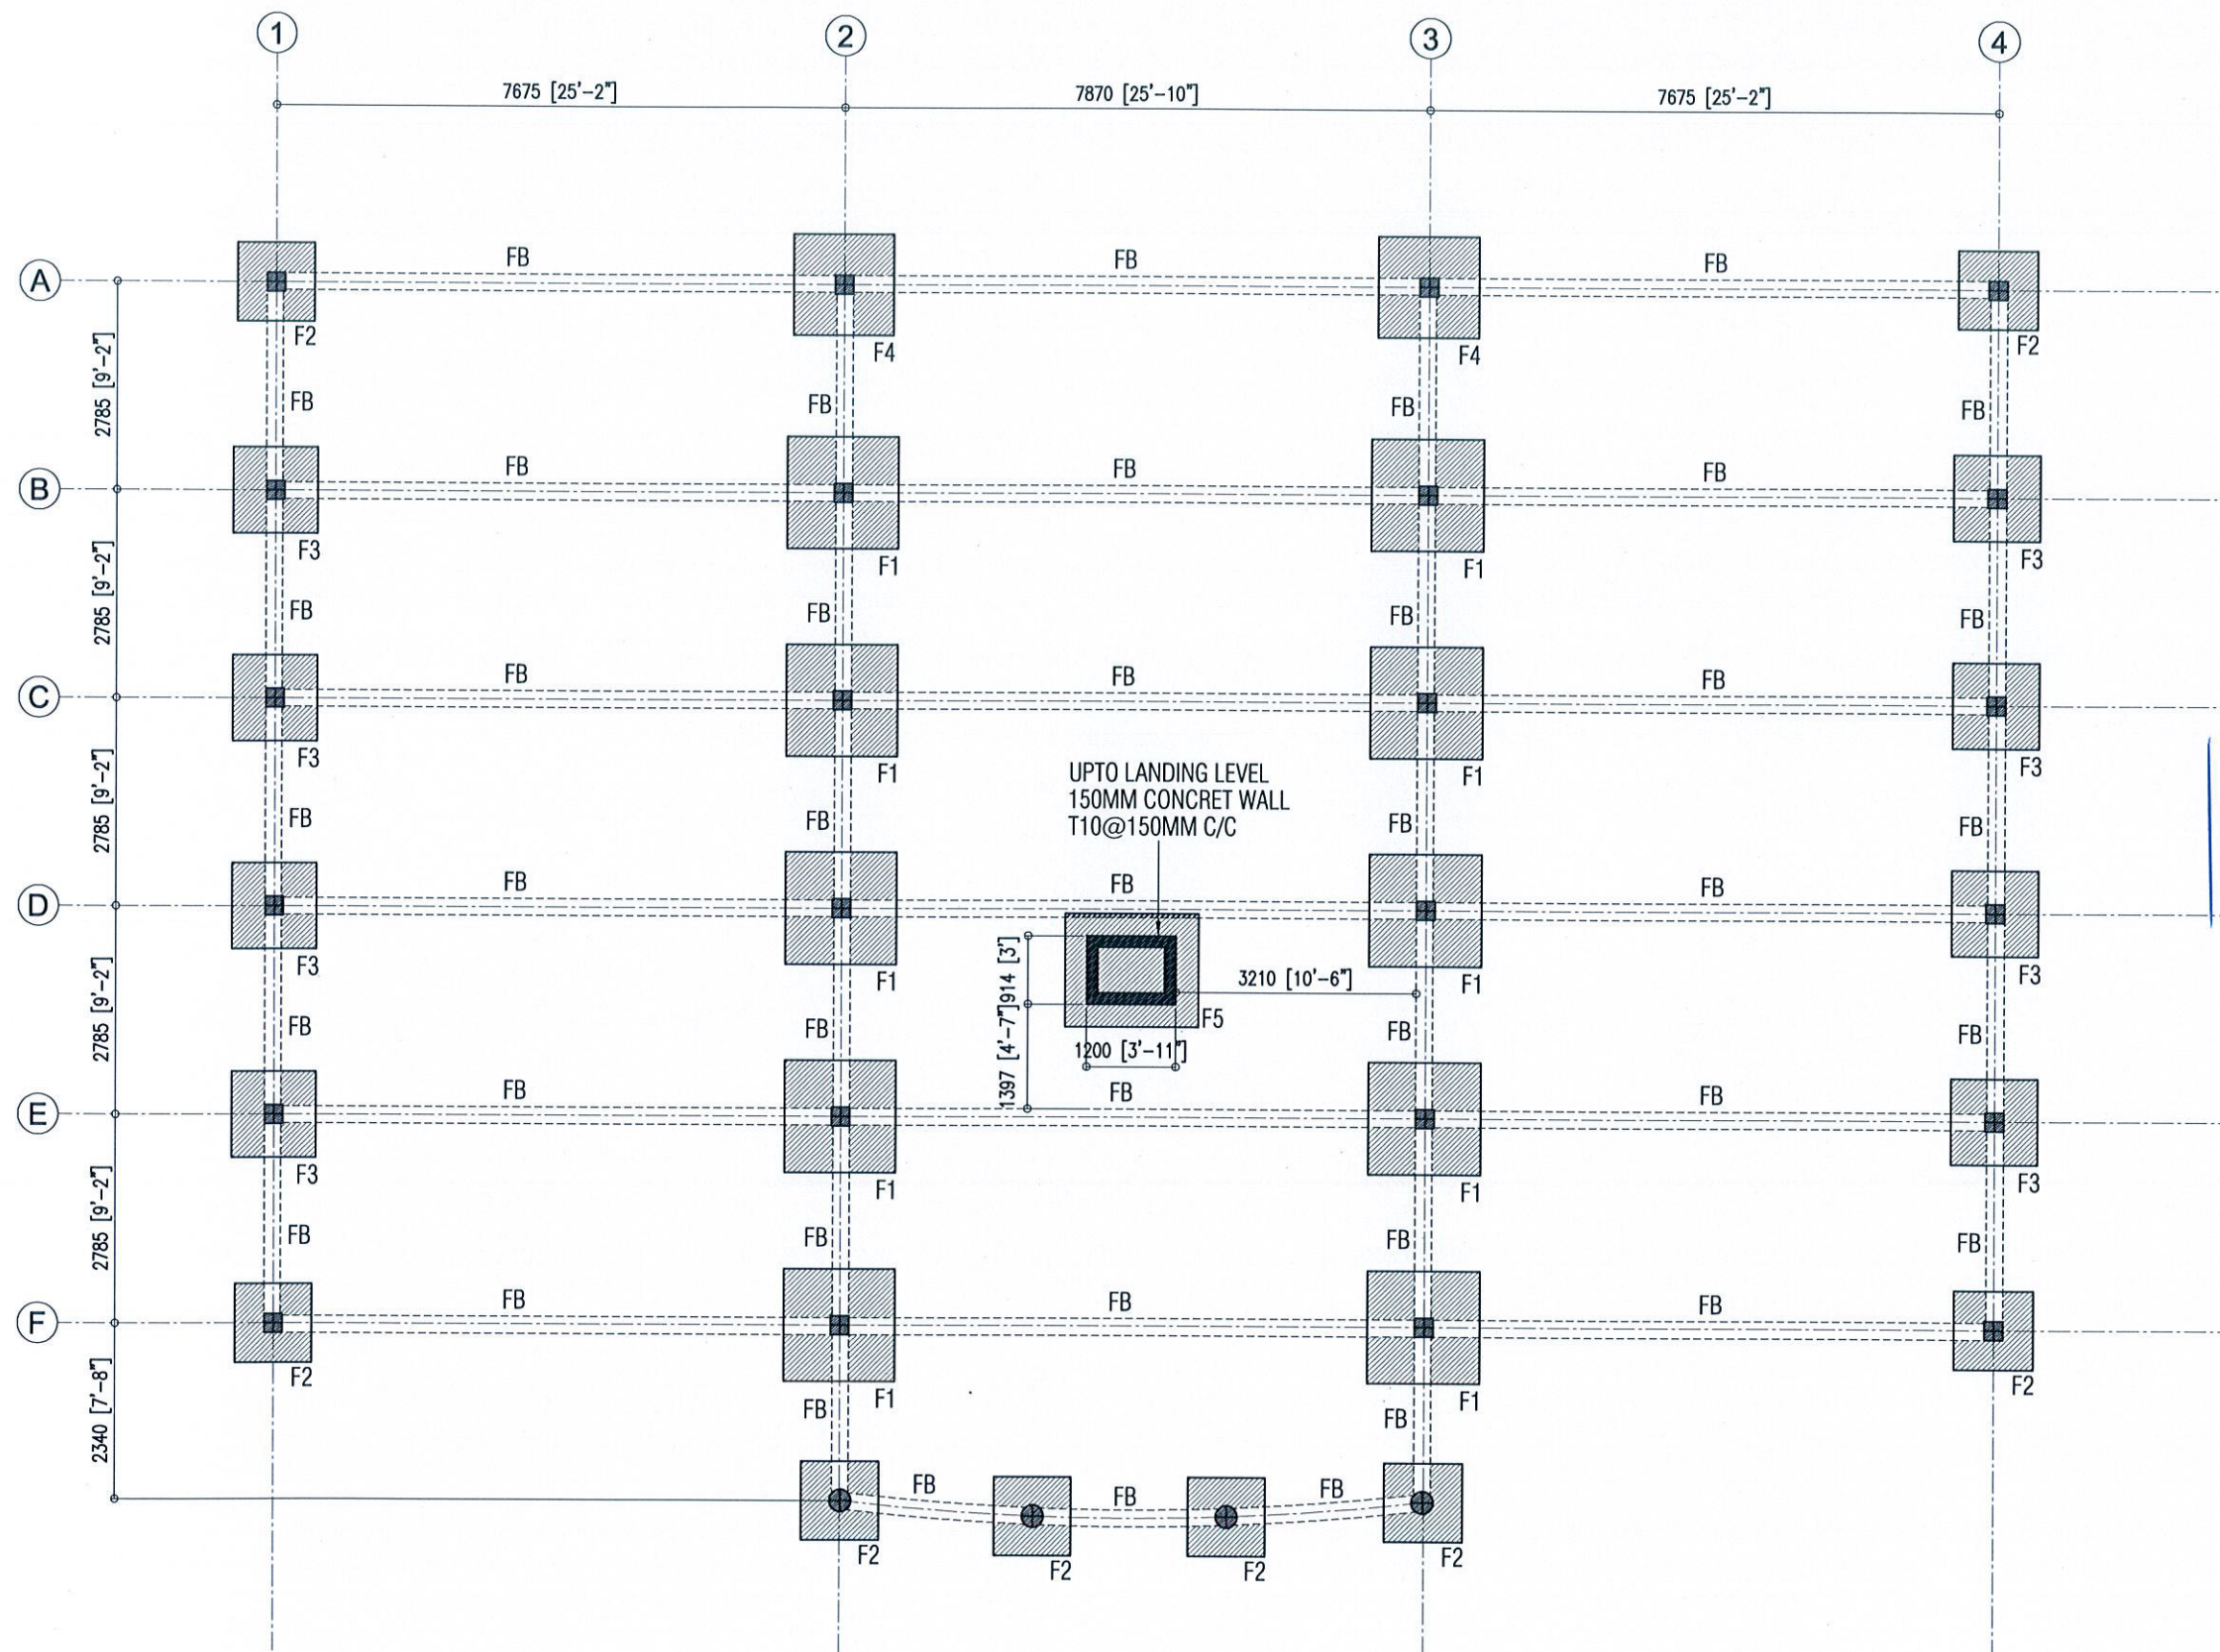 1 2 3 4
7675 [25'-2"] 7870 [25'-10"] 7675 [25'-2"]
A FB FB FB
F2 F4 F4 F2
2785 [9'-2"]
FB FB FB FB
B FB FB FB
F3 F1 F1 F3
2785 [9'-2"]
FB FB FB FB
C FB FB FB
F3 F1 F1 F3
UPTO LANDING LEVEL
150MM CONCRET WALL
T10@150MM C/C
2785 [9'-2"]
FB FB FB FB
D FB FB FB
F3 F1 F1 F3
914 [3']
3210 [10'-6"]
F5
2785 [9'-2"]
FB FB FB FB
1397 [4'-7"]
1200 [3'-11"]
E FB FB FB
F3 F1 F1 F3
2785 [9'-2"]
FB FB FB FB
F FB FB FB
F2 F1 F1 F2
2340 [7'-8"]
FB FB
FB FB FB
F2 F2 F2 F2